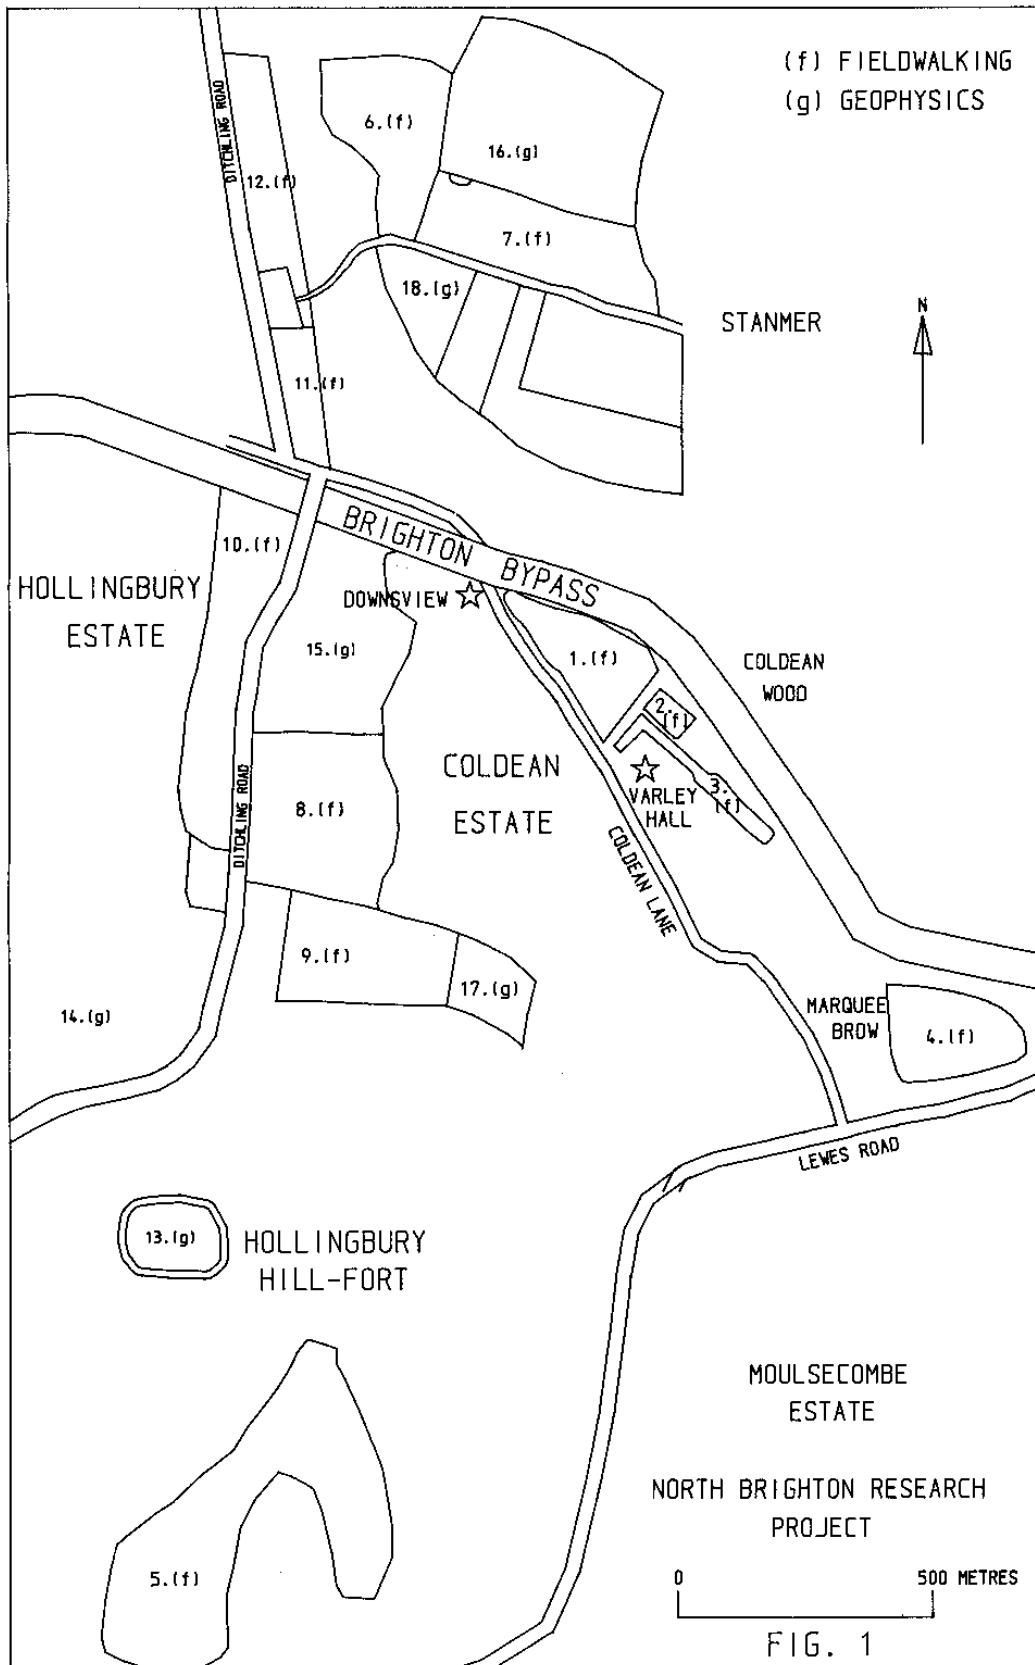 (f) FIELDWALKING
(g) GEOPHYSICS
DITCHLING ROAD
6.(f)
16.(g)
12.(f)
7.(f)
18.(g)
STANMER
N
11.(f)
BRIGHTON BYPASS
10.(f)
HOLLINGBURY
ESTATE
DOWNSVIEW
15.(g)
1.(f)
COLDEAN
WOOD
2.
(f)
COLDEAN
ESTATE
3.
(f)
VARLEY
HALL
8.(f)
DITCHLING ROAD
COLDEAN LANE
9.(f)
17.(g)
14.(g)
MARQUEE
BROW
4.(f)
LEWES ROAD
13.(g)
HOLLINGBURY
HILL-FORT
MOULSECOMBE
ESTATE
NORTH BRIGHTON RESEARCH
PROJECT
5.(f)
0
500 METRES
FIG. 1